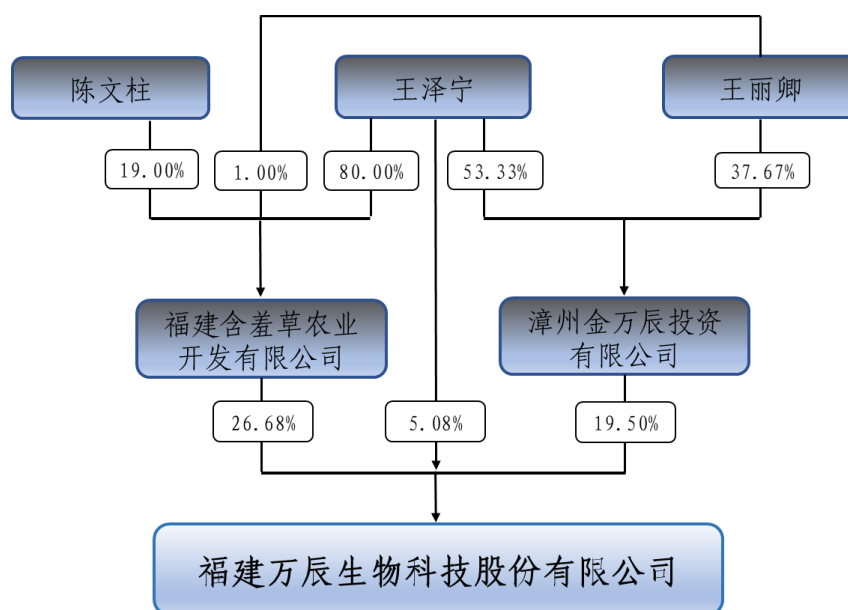 陈文柱
王泽宁
王丽卿
19.00%
1.00%
80.00%
53.33%
37.67%
福建含羞草农业
开发有限公司
漳州金万辰投资
有限公司
26.68%
5.08%
19.50%
福建万辰生物科技股份有限公司